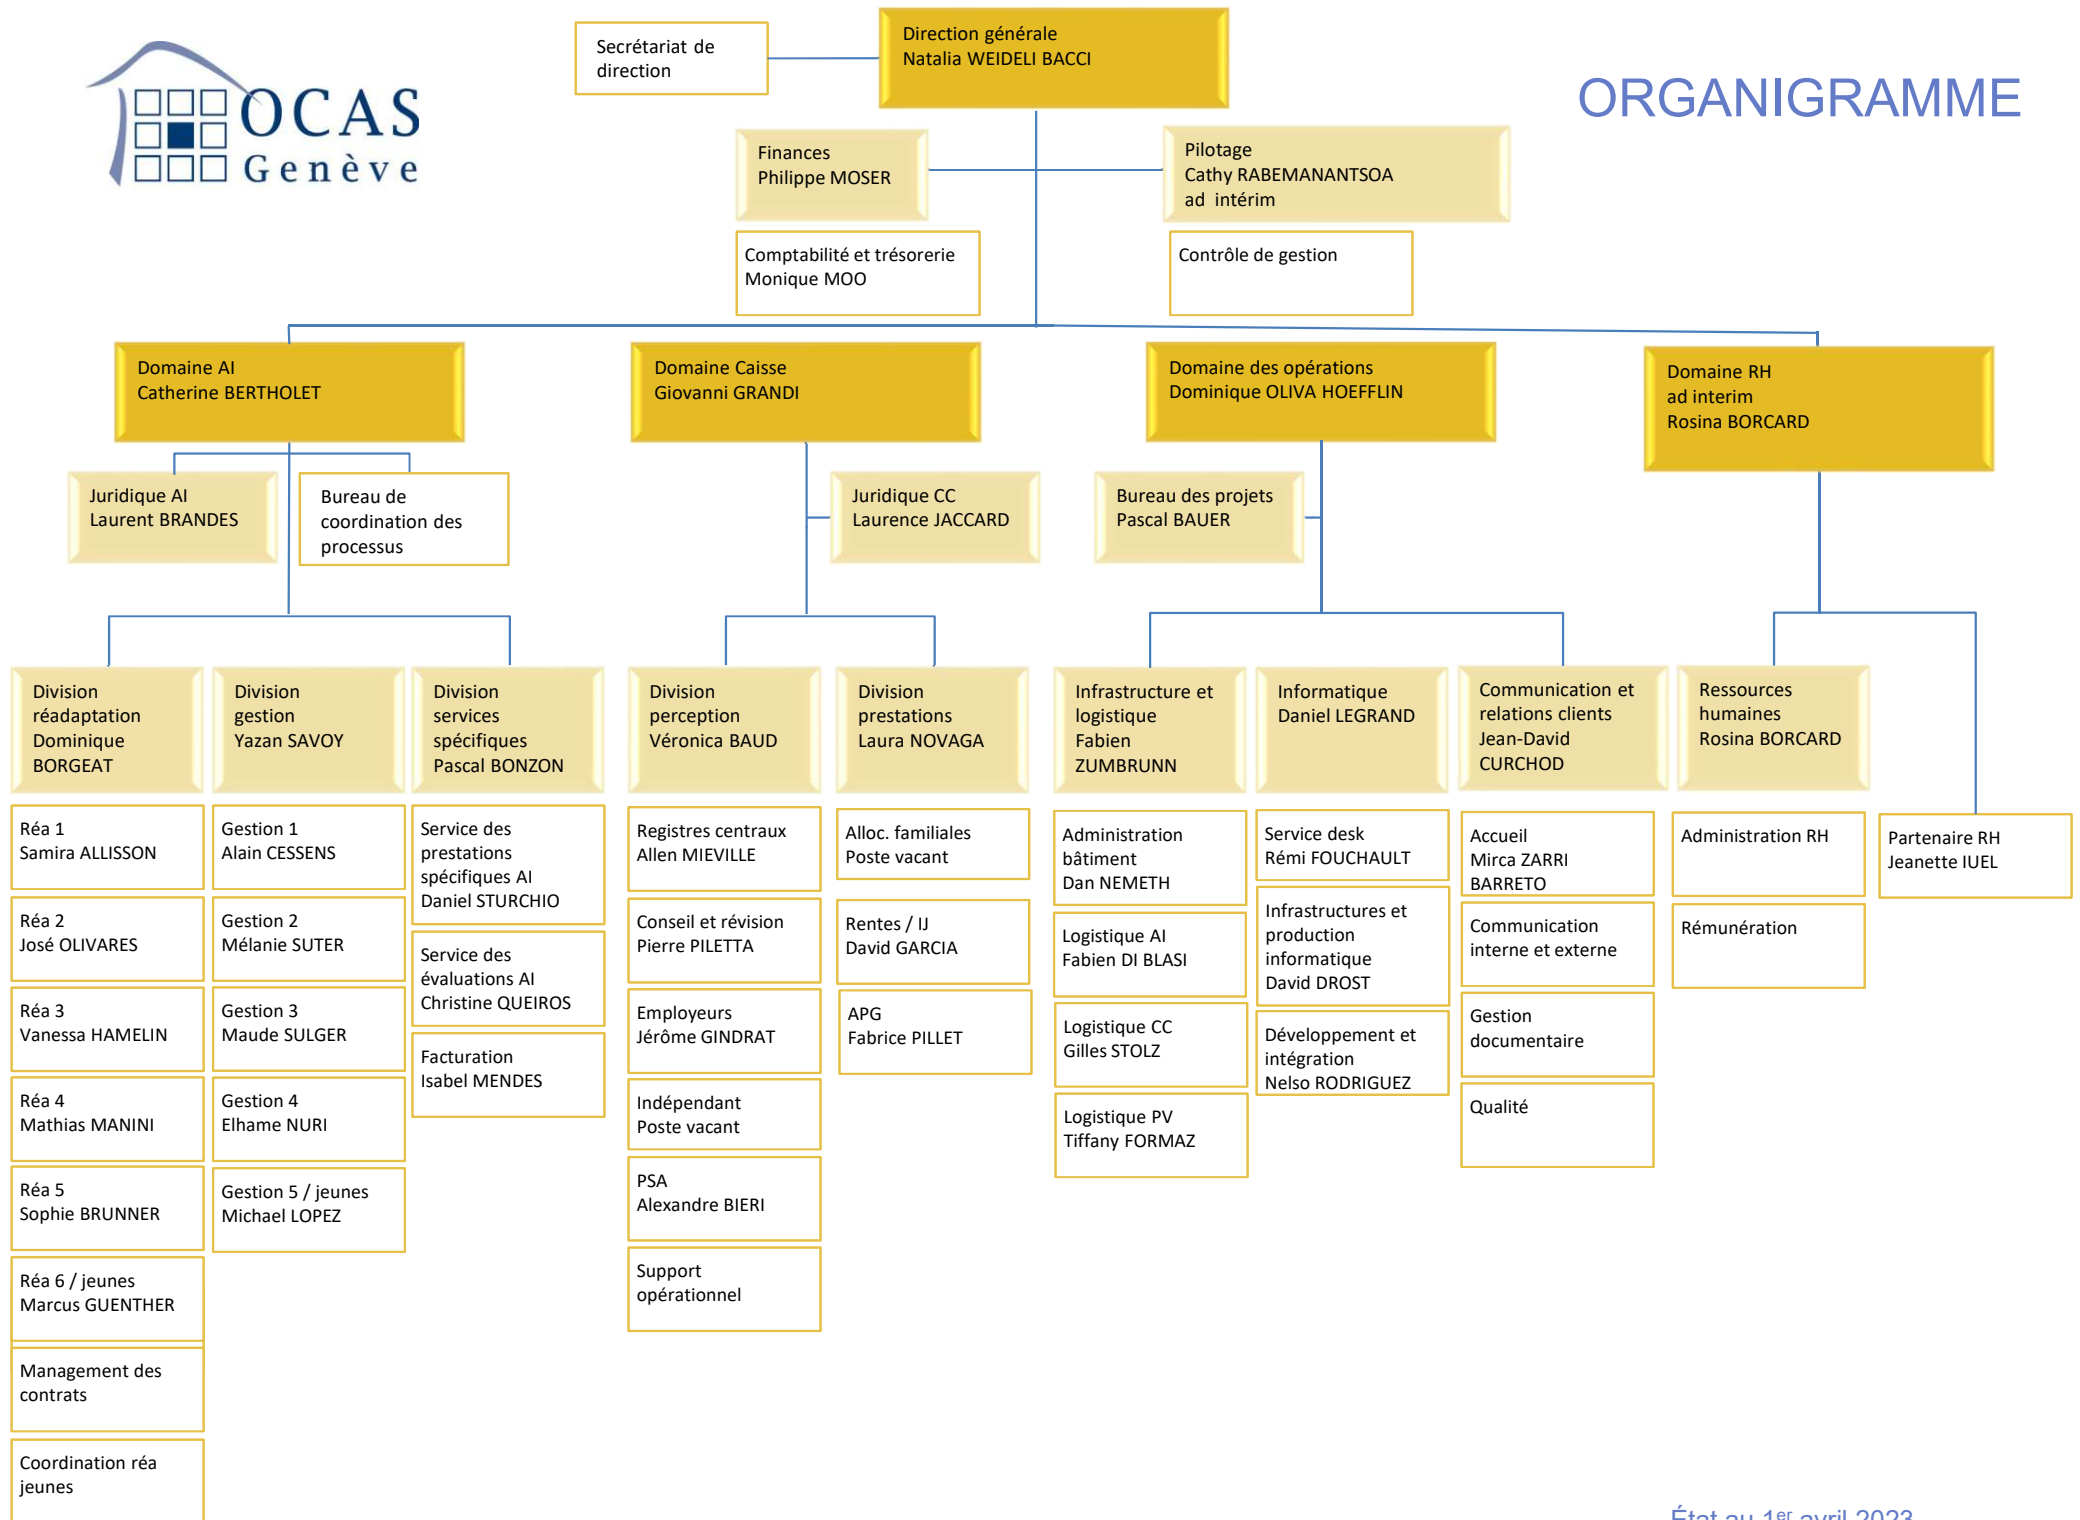 OCAS
Genève
Secrétariat de
direction
Direction générale
Natalia WEIDELI BACCI
ORGANIGRAMME
Finances
Philippe MOSER
Pilotage
Cathy RABEMANANTSOA
ad  intérim
Comptabilité et trésorerie
Monique MOO
Contrôle de gestion
Domaine AI
Catherine BERTHOLET
Domaine Caisse
Giovanni GRANDI
Domaine des opérations
Dominique OLIVA HOEFFLIN
Domaine RH
ad interim
Rosina BORCARD
Juridique AI
Laurent BRANDES
Bureau de
coordination des
processus
Juridique CC
Laurence JACCARD
Bureau des projets
Pascal BAUER
Division
réadaptation
Dominique
BORGEAT
Division
gestion
Yazan SAVOY
Division
services
spécifiques
Pascal BONZON
Division
perception
Véronica BAUD
Division
prestations
Laura NOVAGA
Infrastructure et
logistique
Fabien
ZUMBRUNN
Informatique
Daniel LEGRAND
Communication et
relations clients
Jean-David
CURCHOD
Ressources
humaines
Rosina BORCARD
Réa 1
Samira ALLISSON
Réa 2
José OLIVARES
Réa 3
Vanessa HAMELIN
Réa 4
Mathias MANINI
Réa 5
Sophie BRUNNER
Réa 6 / jeunes
Marcus GUENTHER
Management des
contrats
Coordination réa
jeunes
Gestion 1
Alain CESSENS
Gestion 2
Mélanie SUTER
Gestion 3
Maude SULGER
Gestion 4
Elhame NURI
Gestion 5 / jeunes
Michael LOPEZ
Service des
prestations
spécifiques AI
Daniel STURCHIO
Service des
évaluations AI
Christine QUEIROS
Facturation
Isabel MENDES
Registres centraux
Allen MIEVILLE
Conseil et révision
Pierre PILETTA
Employeurs
Jérôme GINDRAT
Indépendant
Poste vacant
PSA
Alexandre BIERI
Support
opérationnel
Alloc. familiales
Poste vacant
Rentes / IJ
David GARCIA
APG
Fabrice PILLET
Administration
bâtiment
Dan NEMETH
Logistique AI
Fabien DI BLASI
Logistique CC
Gilles STOLZ
Logistique PV
Tiffany FORMAZ
Service desk
Rémi FOUCHAULT
Infrastructures et
production
informatique
David DROST
Développement et
intégration
Nelso RODRIGUEZ
Accueil
Mirca ZARRI
BARRETO
Communication
interne et externe
Gestion
documentaire
Qualité
Administration RH
Rémunération
Partenaire RH
Jeanette IUEL
État au 1er avril 2023